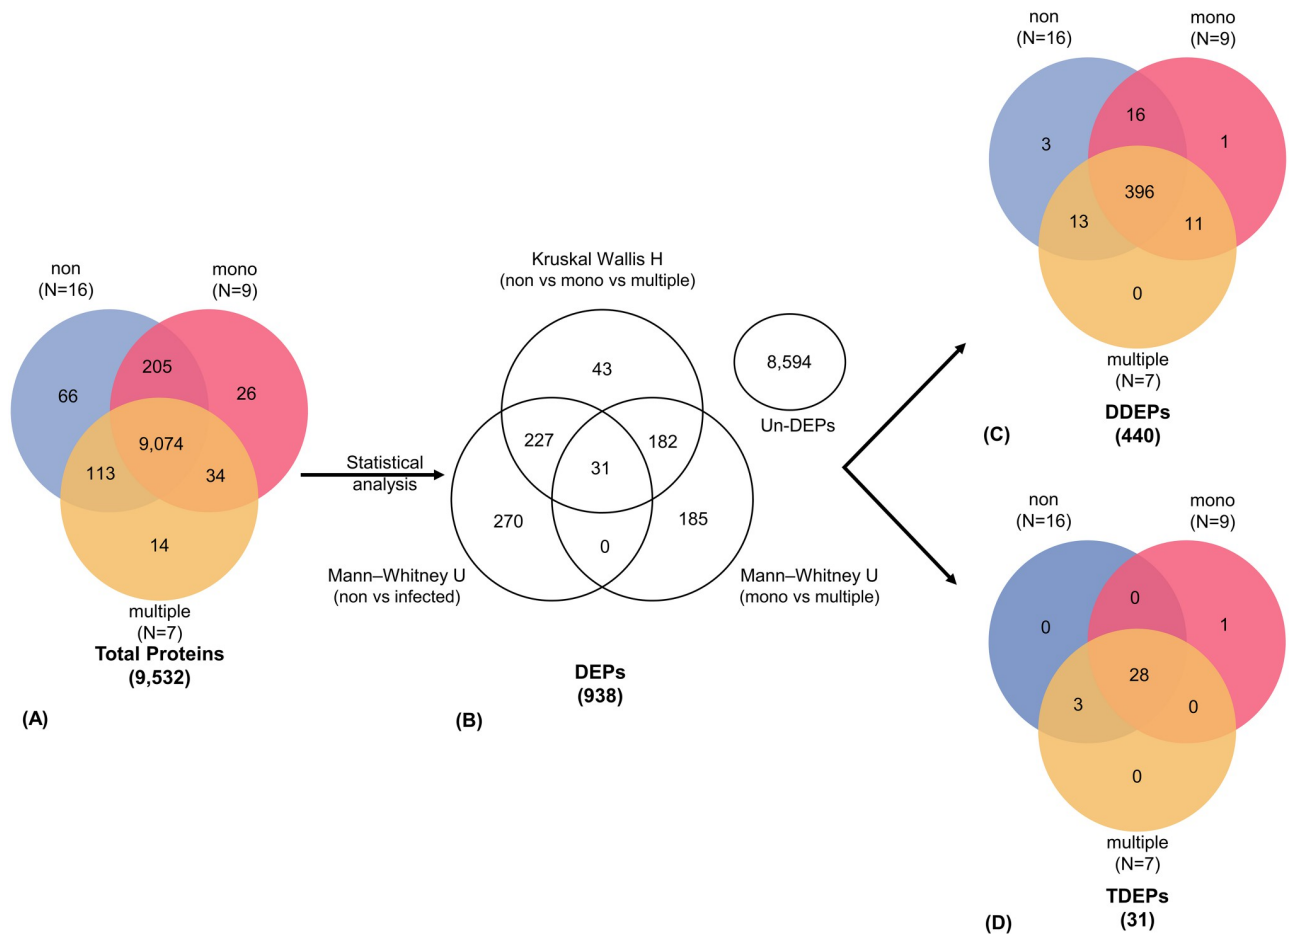 non
(N=16)
mono
(N=9)
66
205
26
9,074
113
34
14
multiple
(N=7)
Total Proteins
(9,532)
(A)
Statistical
analysis
Kruskal Wallis H
(non vs mono vs multiple)
43
227
182
31
270
185
0
Mann–Whitney U
(non vs infected)
Mann–Whitney U
(mono vs multiple)
8,594
Un-DEPs
DEPs
(938)
(B)
non
(N=16)
mono
(N=9)
16
3
1
396
13
11
0
multiple
(N=7)
DDEPs
(440)
(C)
non
(N=16)
mono
(N=9)
0
0
1
28
3
0
0
multiple
(N=7)
TDEPs
(31)
(D)